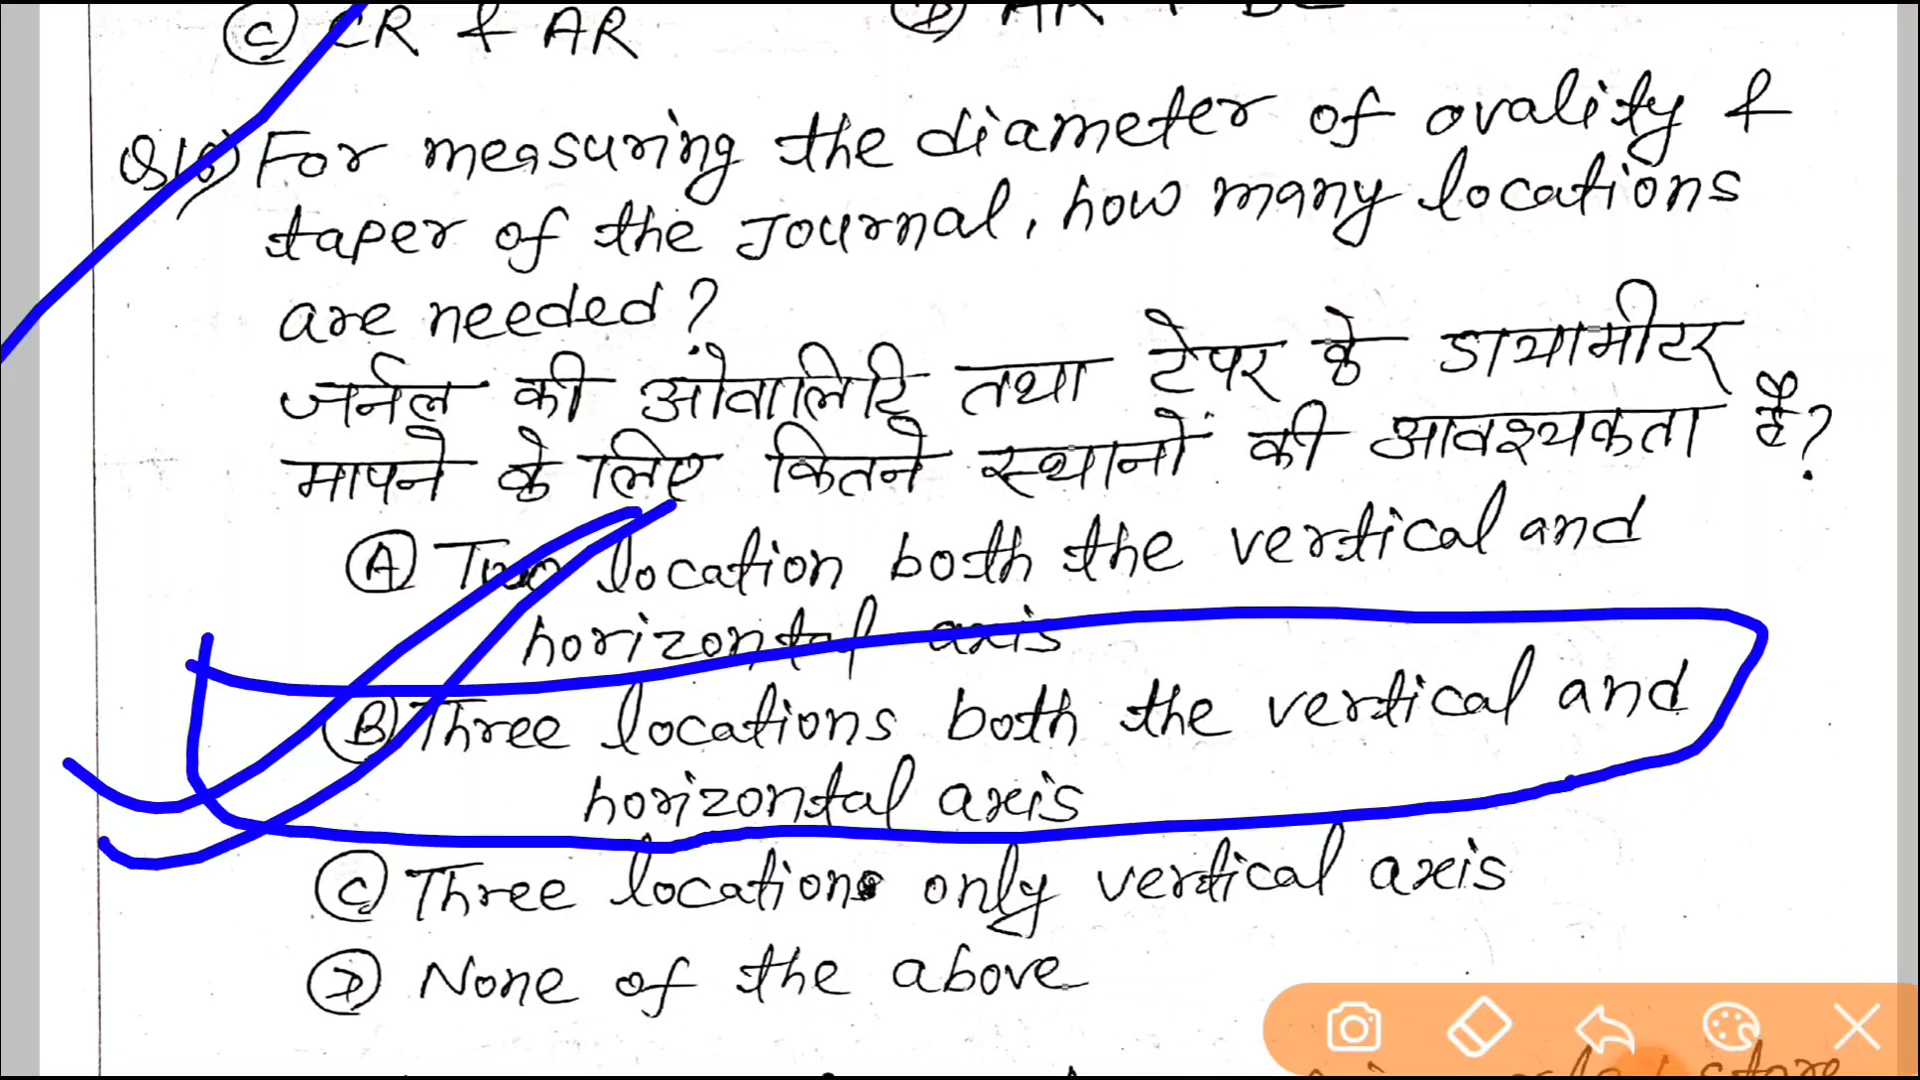 Ⓒ CR & AR
For measuring the diameter of ovality &
taper of the Journal, how many locations
are needed?
जर्नल की ओवालिटि तथा टेपर के डायामीटर
मापने के लिए कितने स्थानों की आवश्यकता है?
Ⓐ Two location both the vertical and
horizontal axis
Ⓑ Three locations both the vertical and
horizontal axis
Ⓒ Three locations only vertical axis
Ⓓ None of the above